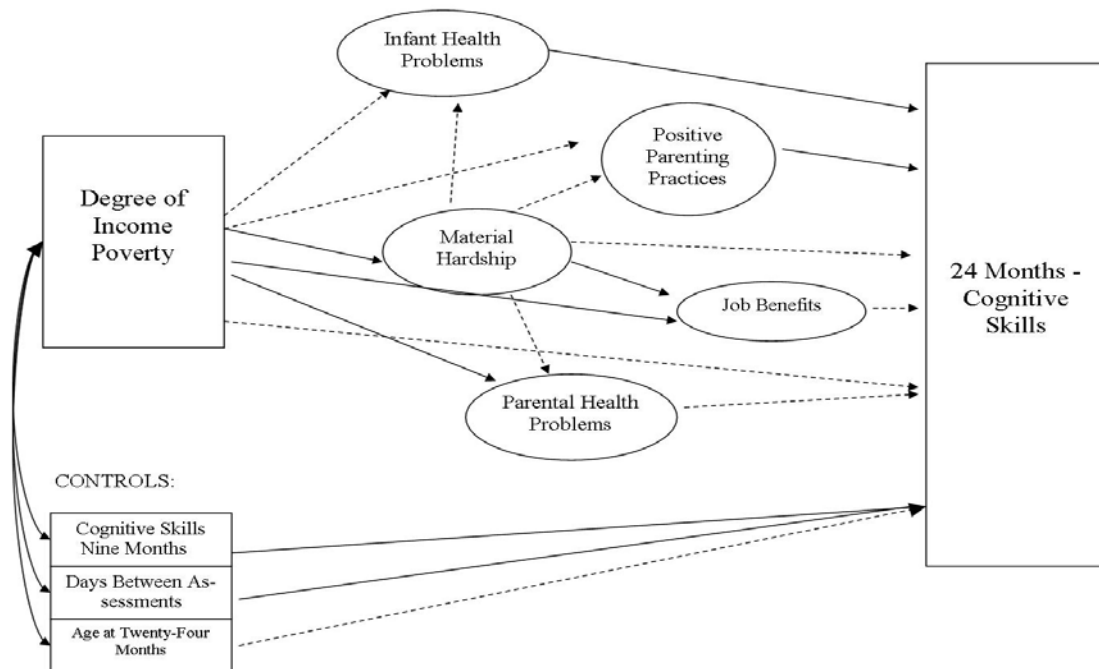 Infant Health
Problems
Positive
Parenting
Practices
Degree of
Income
Poverty
Material
Hardship
24 Months -
Cognitive
Skills
Job Benefits
Parental Health
Problems
CONTROLS:
Cognitive Skills
Nine Months
Days Between As-
sessments
Age at Twenty-Four
Months